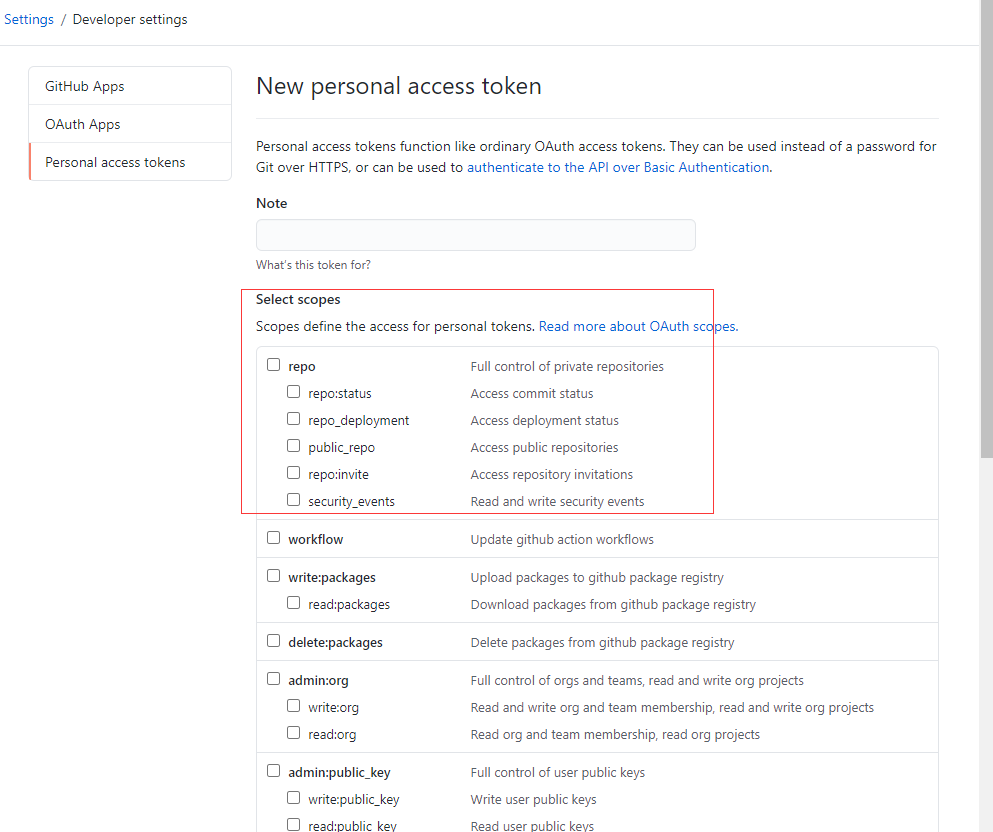 Settings / Developer settings
GitHub Apps
OAuth Apps
Personal access tokens
New personal access token
Personal access tokens function like ordinary OAuth access tokens. They can be used instead of a password for
Git over HTTPS, or can be used to authenticate to the API over Basic Authentication.
Note
What's this token for?
Select scopes
Scopes define the access for personal tokens. Read more about OAuth scopes.
repo Full control of private repositories
repo:status Access commit status
repo_deployment Access deployment status
public_repo Access public repositories
repo:invite Access repository invitations
security_events Read and write security events
workflow Update github action workflows
write:packages Upload packages to github package registry
read:packages Download packages from github package registry
delete:packages Delete packages from github package registry
admin:org Full control of orgs and teams, read and write org projects
write:org Read and write org and team membership, read and write org projects
read:org Read org and team membership, read org projects
admin:public_key Full control of user public keys
write:public_key Write user public keys
read:public_key Read user public keys